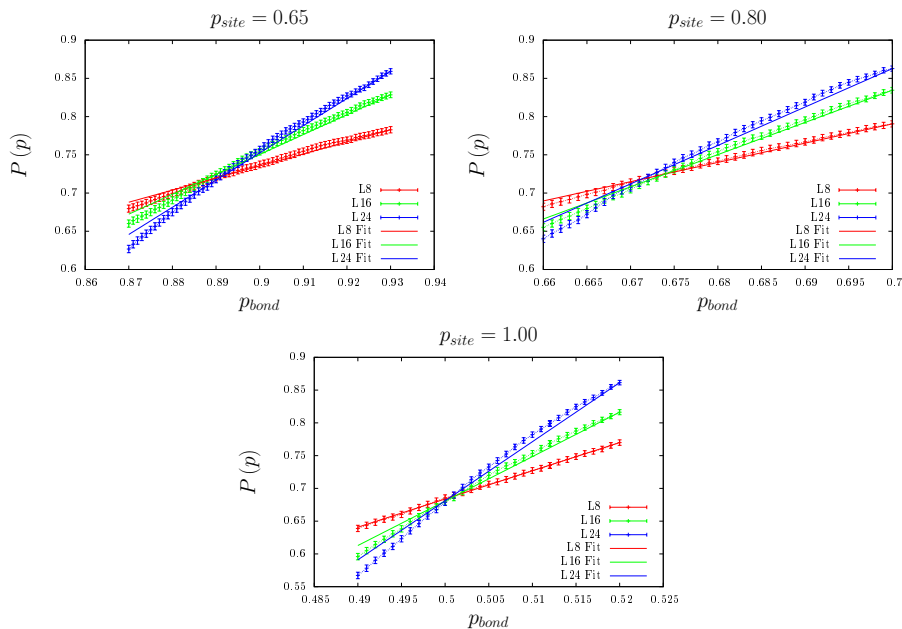 p_site = 0.65
P (p)
0.9
0.85
0.8
0.75
0.7
0.65
0.6
L8
L16
L24
L8 Fit
L16 Fit
L24 Fit
0.86 0.87 0.88 0.89 0.9 0.91 0.92 0.93 0.94
p_bond
p_site = 0.80
P (p)
0.9
0.85
0.8
0.75
0.7
0.65
0.6
L8
L16
L24
L8 Fit
L16 Fit
L24 Fit
0.66 0.665 0.67 0.675 0.68 0.685 0.69 0.695 0.7
p_bond
p_site = 1.00
P (p)
0.9
0.85
0.8
0.75
0.7
0.65
0.6
0.55
L8
L16
L24
L8 Fit
L16 Fit
L24 Fit
0.485 0.49 0.495 0.5 0.505 0.51 0.515 0.52 0.525
p_bond